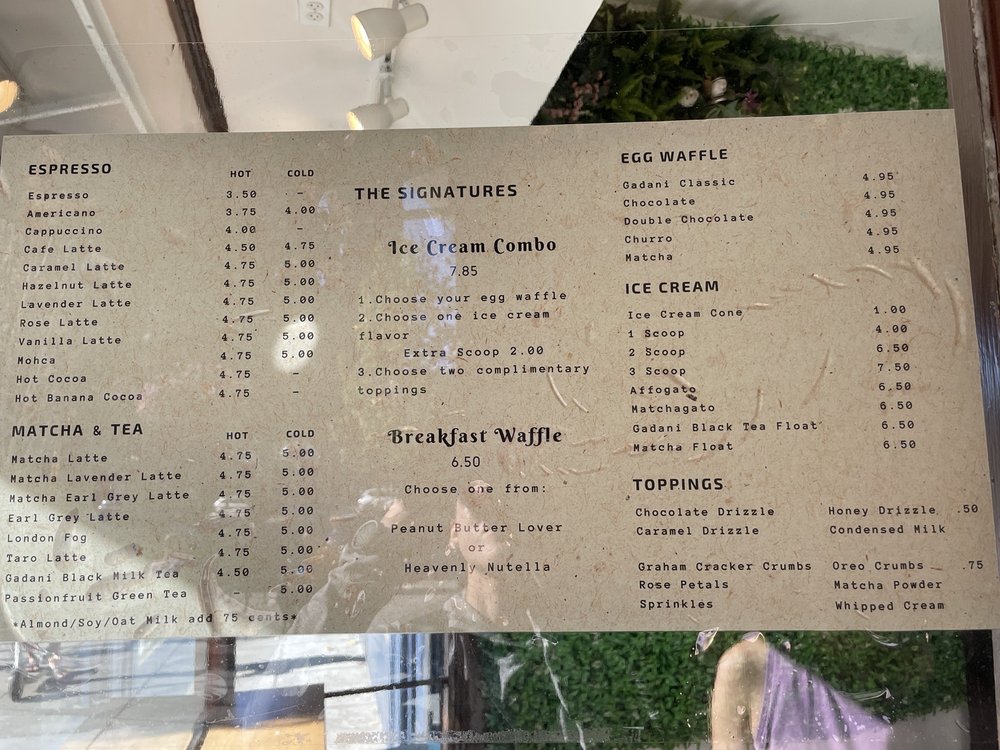 ESPRESSO HOT COLD
Espresso 3.50 -
Americano 3.75 4.00
Cappuccino 4.00 -
Cafe Latte 4.50 4.75
Caramel Latte 4.75 5.00
Hazelnut Latte 4.75 5.00
Lavender Latte 4.75 5.00
Rose Latte 4.75 5.00
Vanilla Latte 4.75 5.00
Mohca 4.75 5.00
Hot Cocoa 4.75 -
Hot Banana Cocoa 4.75 -
MATCHA & TEA HOT COLD
Matcha Latte 4.75 5.00
Matcha Lavender Latte 4.75 5.00
Matcha Earl Grey Latte 4.75 5.00
Earl Grey Latte 4.75 5.00
London Fog 4.75 5.00
Taro Latte 4.75 5.00
Gadani Black Milk Tea 4.50 5.00
Passionfruit Green Tea - 5.00
*Almond/Soy/Oat Milk add 75 cents*
THE SIGNATURES
Ice Cream Combo
7.85
1.Choose your egg waffle
2.Choose one ice cream
flavor
Extra Scoop 2.00
3.Choose two complimentary
toppings
Breakfast Waffle
6.50
Choose one from:
Peanut Butter Lover
or
Heavenly Nutella
EGG WAFFLE
Gadani Classic 4.95
Chocolate 4.95
Double Chocolate 4.95
Churro 4.95
Matcha 4.95
ICE CREAM
Ice Cream Cone 1.00
1 Scoop 4.00
2 Scoop 6.50
3 Scoop 7.50
Affogato 6.50
Matchagato 6.50
Gadani Black Tea Float 6.50
Matcha Float 6.50
TOPPINGS
Chocolate Drizzle Honey Drizzle .50
Caramel Drizzle Condensed Milk
Graham Cracker Crumbs Oreo Crumbs .75
Rose Petals Matcha Powder
Sprinkles Whipped Cream